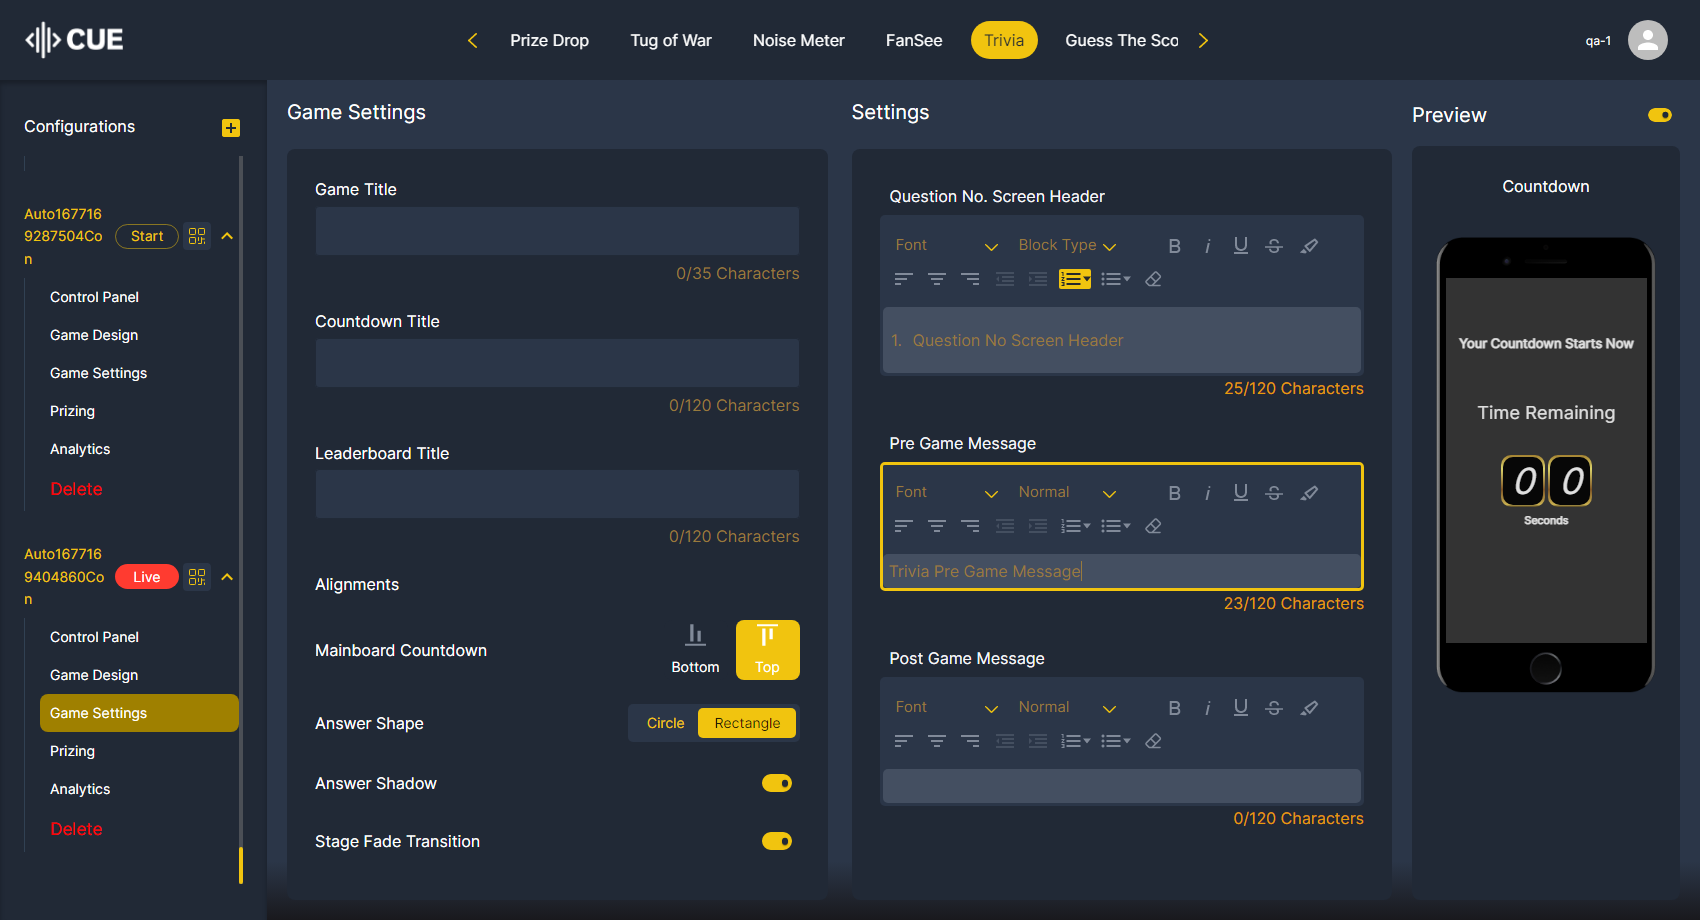 CUE
Prize Drop
Tug of War
Noise Meter
FanSee
Trivia
Guess The Sco
qa-1
Configurations
Auto167716
9287504Co
n
Start
Control Panel
Game Design
Game Settings
Prizing
Analytics
Delete
Auto167716
9404860Co
n
Live
Control Panel
Game Design
Game Settings
Prizing
Analytics
Delete
Game Settings
Game Title
0/35 Characters
Countdown Title
0/120 Characters
Leaderboard Title
0/120 Characters
Alignments
Mainboard Countdown
Bottom
Top
Answer Shape
Circle
Rectangle
Answer Shadow
Stage Fade Transition
Settings
Question No. Screen Header
Font
Block Type
B
i
U
S
1. Question No Screen Header
25/120 Characters
Pre Game Message
Font
Normal
B
i
U
S
Trivia Pre Game Message
23/120 Characters
Post Game Message
Font
Normal
B
i
U
S
0/120 Characters
Preview
Countdown
Your Countdown Starts Now
Time Remaining
0 0
Seconds